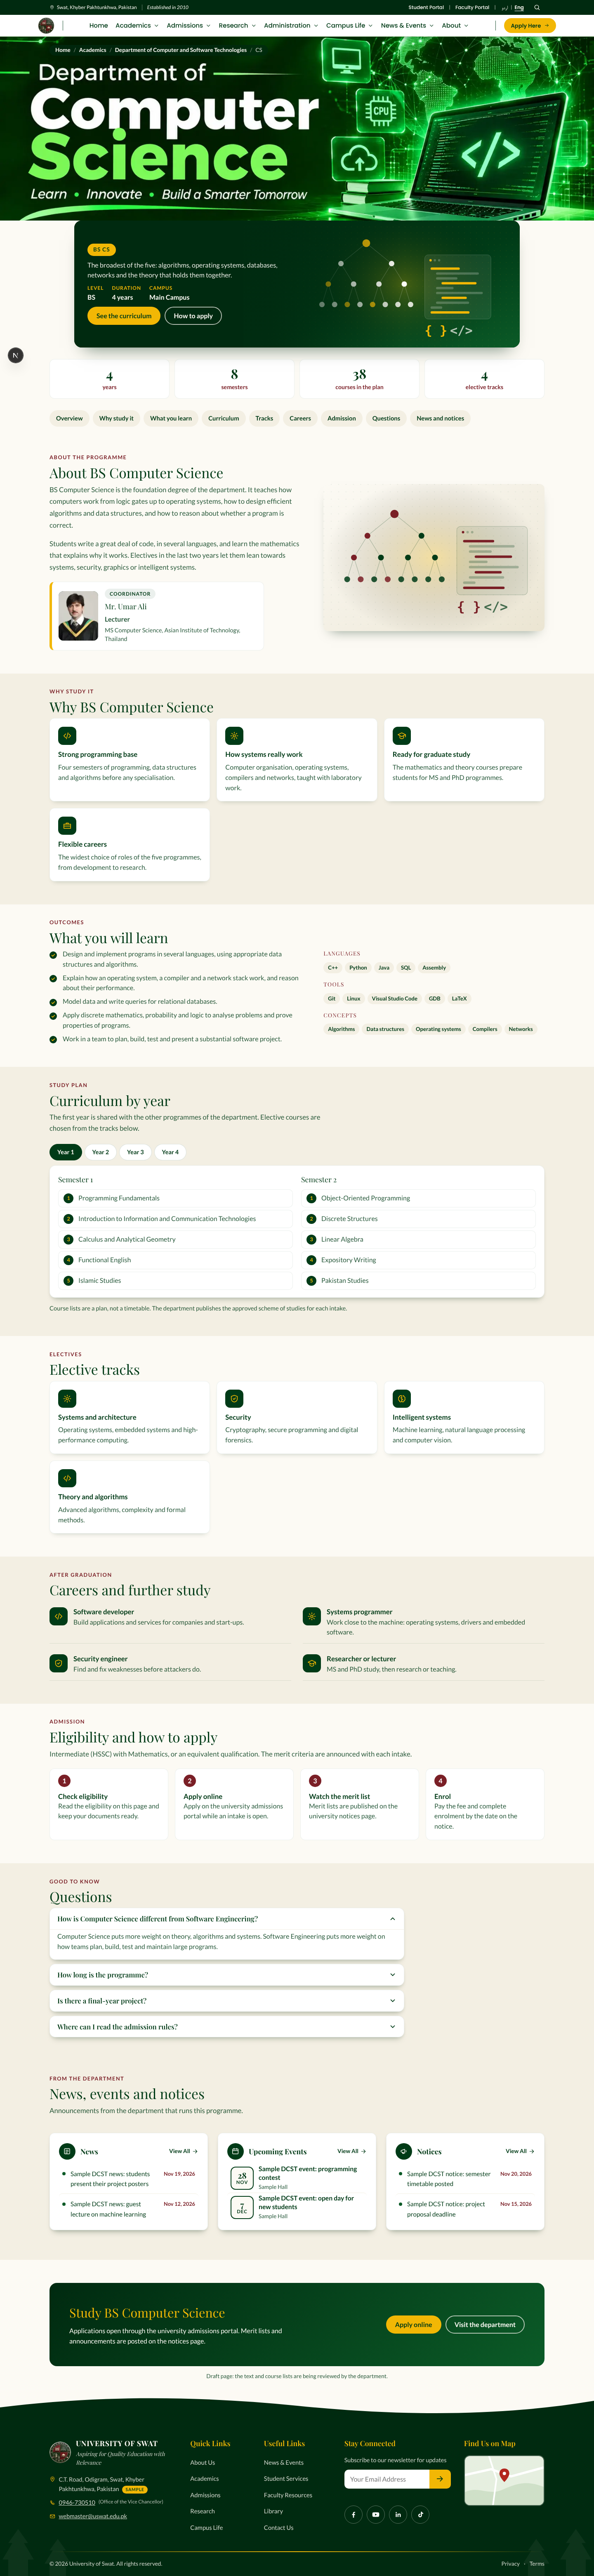 Swat, Khyber Pakhtunkhwa, Pakistan
Established in 2010
Student Portal
Faculty Portal
اردو
Eng
Home
Academics
Admissions
Research
Administration
Campus Life
News & Events
About
Apply Here
Home / Academics / Department of Computer and Software Technologies / CS
Department of
Computer
Science
Learn • Innovate • Build a Smarter Tomorrow
CPU
</>
BS CS
The broadest of the five: algorithms, operating systems, databases,
networks and the theory that holds them together.
LEVEL
DURATION
CAMPUS
BS
4 years
Main Campus
See the curriculum
How to apply
{ } </>
N
4
years
8
semesters
38
courses in the plan
4
elective tracks
Overview
Why study it
What you learn
Curriculum
Tracks
Careers
Admission
Questions
News and notices
ABOUT THE PROGRAMME
About BS Computer Science
BS Computer Science is the foundation degree of the department. It teaches how
computers work from logic gates up to operating systems, how to design efficient
algorithms and data structures, and how to reason about whether a program is
correct.
Students write a great deal of code, in several languages, and learn the mathematics
that explains why it works. Electives in the last two years let them lean towards
systems, security, graphics or intelligent systems.
COORDINATOR
Mr. Umar Ali
Lecturer
MS Computer Science, Asian Institute of Technology,
Thailand
{ } </>
WHY STUDY IT
Why BS Computer Science
Strong programming base
Four semesters of programming, data structures
and algorithms before any specialisation.
How systems really work
Computer organisation, operating systems,
compilers and networks, taught with laboratory
work.
Ready for graduate study
The mathematics and theory courses prepare
students for MS and PhD programmes.
Flexible careers
The widest choice of roles of the five programmes,
from development to research.
OUTCOMES
What you will learn
Design and implement programs in several languages, using appropriate data
structures and algorithms.
Explain how an operating system, a compiler and a network stack work, and reason
about their performance.
Model data and write queries for relational databases.
Apply discrete mathematics, probability and logic to analyse problems and prove
properties of programs.
Work in a team to plan, build, test and present a substantial software project.
LANGUAGES
C++
Python
Java
SQL
Assembly
TOOLS
Git
Linux
Visual Studio Code
GDB
LaTeX
CONCEPTS
Algorithms
Data structures
Operating systems
Compilers
Networks
STUDY PLAN
Curriculum by year
The first year is shared with the other programmes of the department. Elective courses are
chosen from the tracks below.
Year 1
Year 2
Year 3
Year 4
Semester 1
1 Programming Fundamentals
2 Introduction to Information and Communication Technologies
3 Calculus and Analytical Geometry
4 Functional English
5 Islamic Studies
Semester 2
1 Object-Oriented Programming
2 Discrete Structures
3 Linear Algebra
4 Expository Writing
5 Pakistan Studies
Course lists are a plan, not a timetable. The department publishes the approved scheme of studies for each intake.
ELECTIVES
Elective tracks
Systems and architecture
Operating systems, embedded systems and high-
performance computing.
Security
Cryptography, secure programming and digital
forensics.
Intelligent systems
Machine learning, natural language processing
and computer vision.
Theory and algorithms
Advanced algorithms, complexity and formal
methods.
AFTER GRADUATION
Careers and further study
Software developer
Build applications and services for companies and start-ups.
Systems programmer
Work close to the machine: operating systems, drivers and embedded
software.
Security engineer
Find and fix weaknesses before attackers do.
Researcher or lecturer
MS and PhD study, then research or teaching.
ADMISSION
Eligibility and how to apply
Intermediate (HSSC) with Mathematics, or an equivalent qualification. The merit criteria are announced with each intake.
1
Check eligibility
Read the eligibility on this page and
keep your documents ready.
2
Apply online
Apply on the university admissions
portal while an intake is open.
3
Watch the merit list
Merit lists are published on the
university notices page.
4
Enrol
Pay the fee and complete
enrolment by the date on the
notice.
GOOD TO KNOW
Questions
How is Computer Science different from Software Engineering?
Computer Science puts more weight on theory, algorithms and systems. Software Engineering puts more weight on
how teams plan, build, test and maintain large programs.
How long is the programme?
Is there a final-year project?
Where can I read the admission rules?
FROM THE DEPARTMENT
News, events and notices
Announcements from the department that runs this programme.
News
View All
Sample DCST news: students
present their project posters
Nov 19, 2026
Sample DCST news: guest
lecture on machine learning
Nov 12, 2026
Upcoming Events
View All
28
NOV
Sample DCST event: programming
contest
Sample Hall
7
DEC
Sample DCST event: open day for
new students
Sample Hall
Notices
View All
Sample DCST notice: semester
timetable posted
Nov 20, 2026
Sample DCST notice: project
proposal deadline
Nov 15, 2026
Study BS Computer Science
Applications open through the university admissions portal. Merit lists and
announcements are posted on the notices page.
Apply online
Visit the department
Draft page: the text and course lists are being reviewed by the department.
UNIVERSITY OF SWAT
Aspiring for Quality Education with
Relevance
C.T. Road, Odigram, Swat, Khyber
Pakhtunkhwa, Pakistan SAMPLE
0946-730510 (Office of the Vice Chancellor)
webmaster@uswat.edu.pk
Quick Links
About Us
Academics
Admissions
Research
Campus Life
Useful Links
News & Events
Student Services
Faculty Resources
Library
Contact Us
Stay Connected
Subscribe to our newsletter for updates
Your Email Address
Find Us on Map
© 2026 University of Swat. All rights reserved.
Privacy / Terms